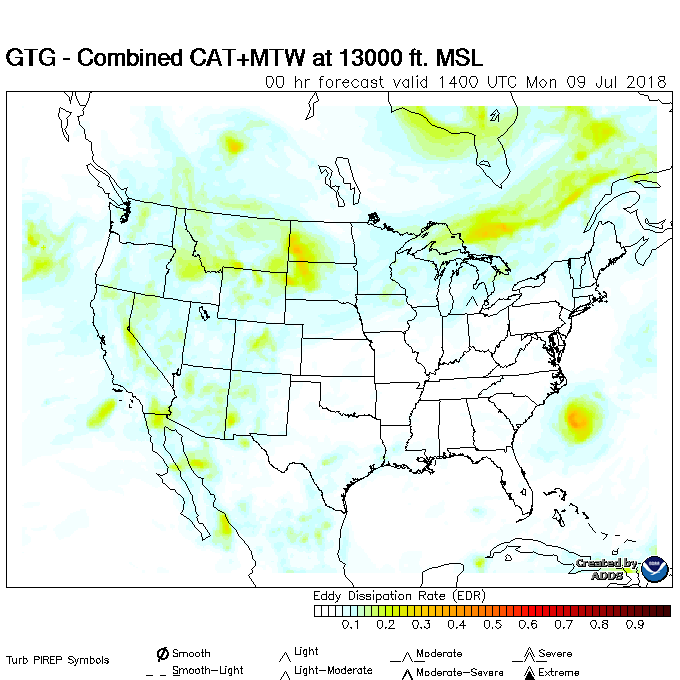 GTG - Combined CAT+MTW at 13000 ft. MSL
00 hr forecast valid 1400 UTC Mon 09 Jul 2018
Created by
ADDS
Eddy Dissipation Rate (EDR)
0.1 0.2 0.3 0.4 0.5 0.6 0.7 0.8 0.9
Turb PIREP Symbols
Smooth Light Moderate Severe
Smooth-Light Light-Moderate Moderate-Severe Extreme